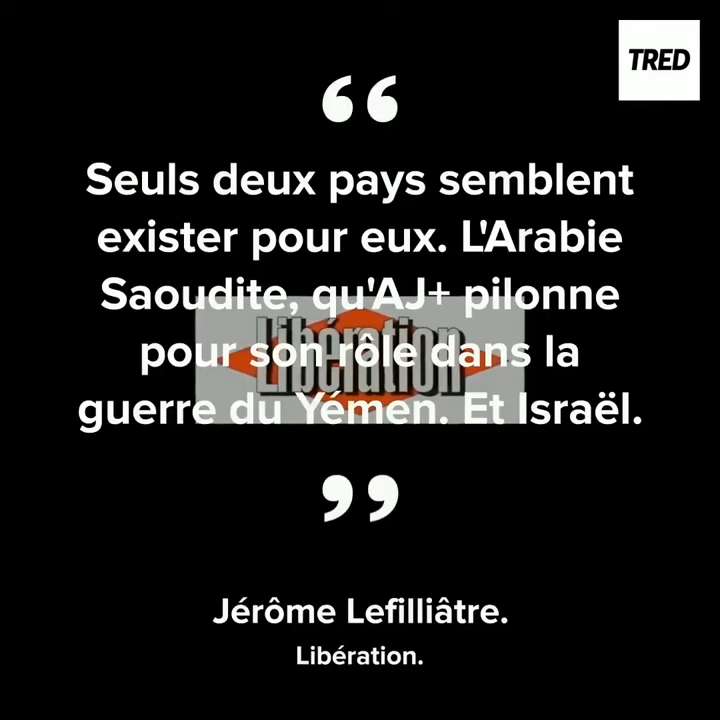 TRED
“
Seuls deux pays semblent
exister pour eux. L'Arabie
Saoudite, qu'AJ+ pilonne
pour son rôle dans la
guerre du Yémen. Et Israël.
”
Libération
Jérôme Lefilliâtre.
Libération.